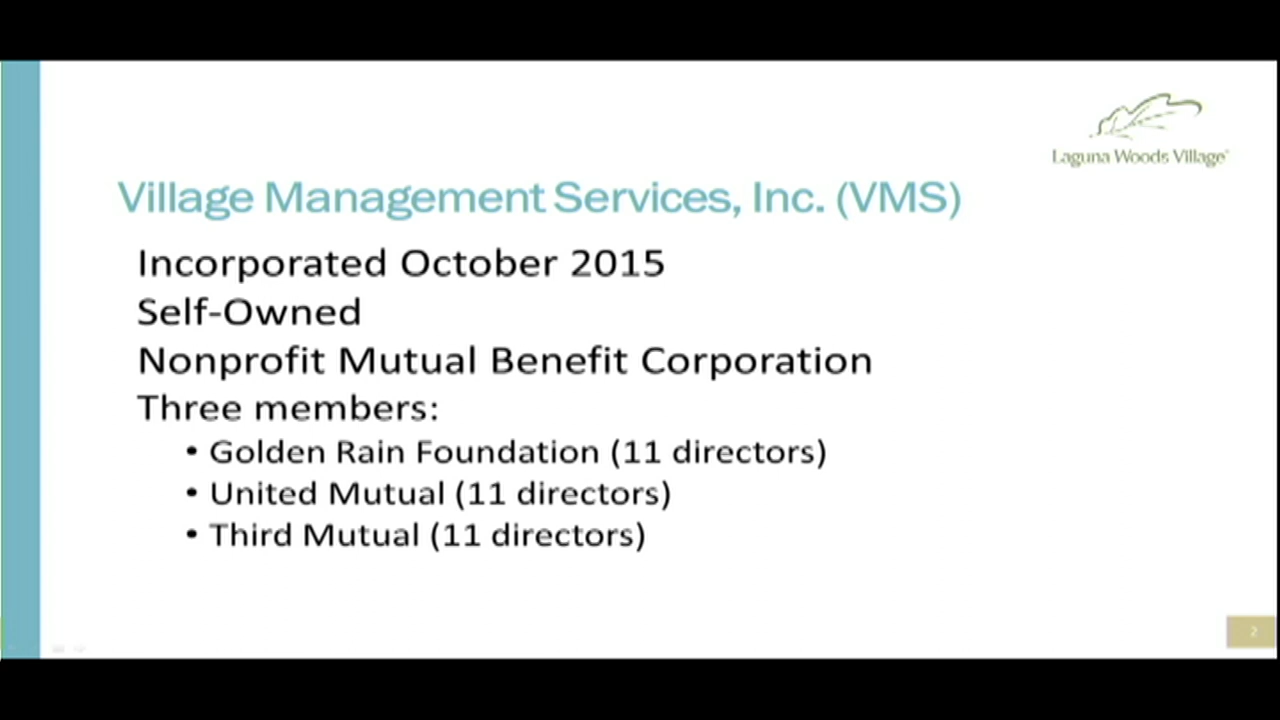 Laguna Woods Village
Village Management Services, Inc. (VMS)
Incorporated October 2015
Self-Owned
Nonprofit Mutual Benefit Corporation
Three members:
• Golden Rain Foundation (11 directors)
• United Mutual (11 directors)
• Third Mutual (11 directors)
2